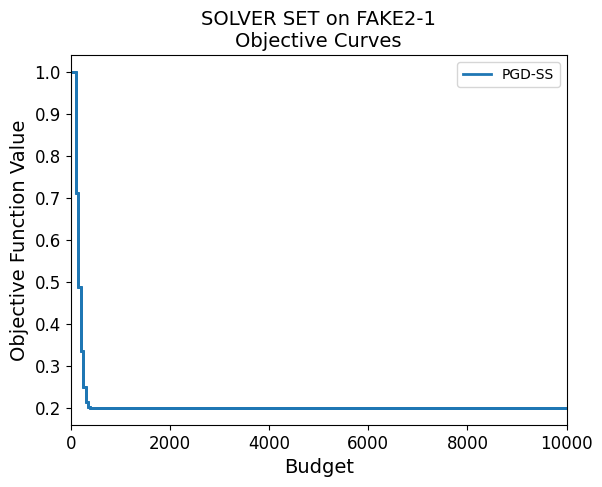 SOLVER SET on FAKE2-1
Objective Curves
PGD-SS
Objective Function Value
1.0
0.9
0.8
0.7
0.6
0.5
0.4
0.3
0.2
0 2000 4000 6000 8000 10000
Budget